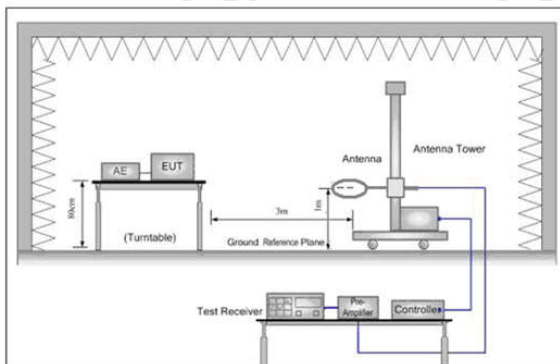 Antenna
Antenna Tower
AE
EUT
80cm
(Turntable)
3m
1m
Ground Reference Plane
Test Receiver
Pre-
Amplifier
Controller